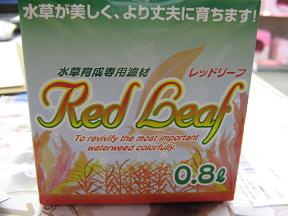 水草が美しく、より丈夫に育ちます!
水草育成専用濾材
レッドリーフ
Red Leaf
To revivify the most important
waterweed colorfully.
0.8ℓ